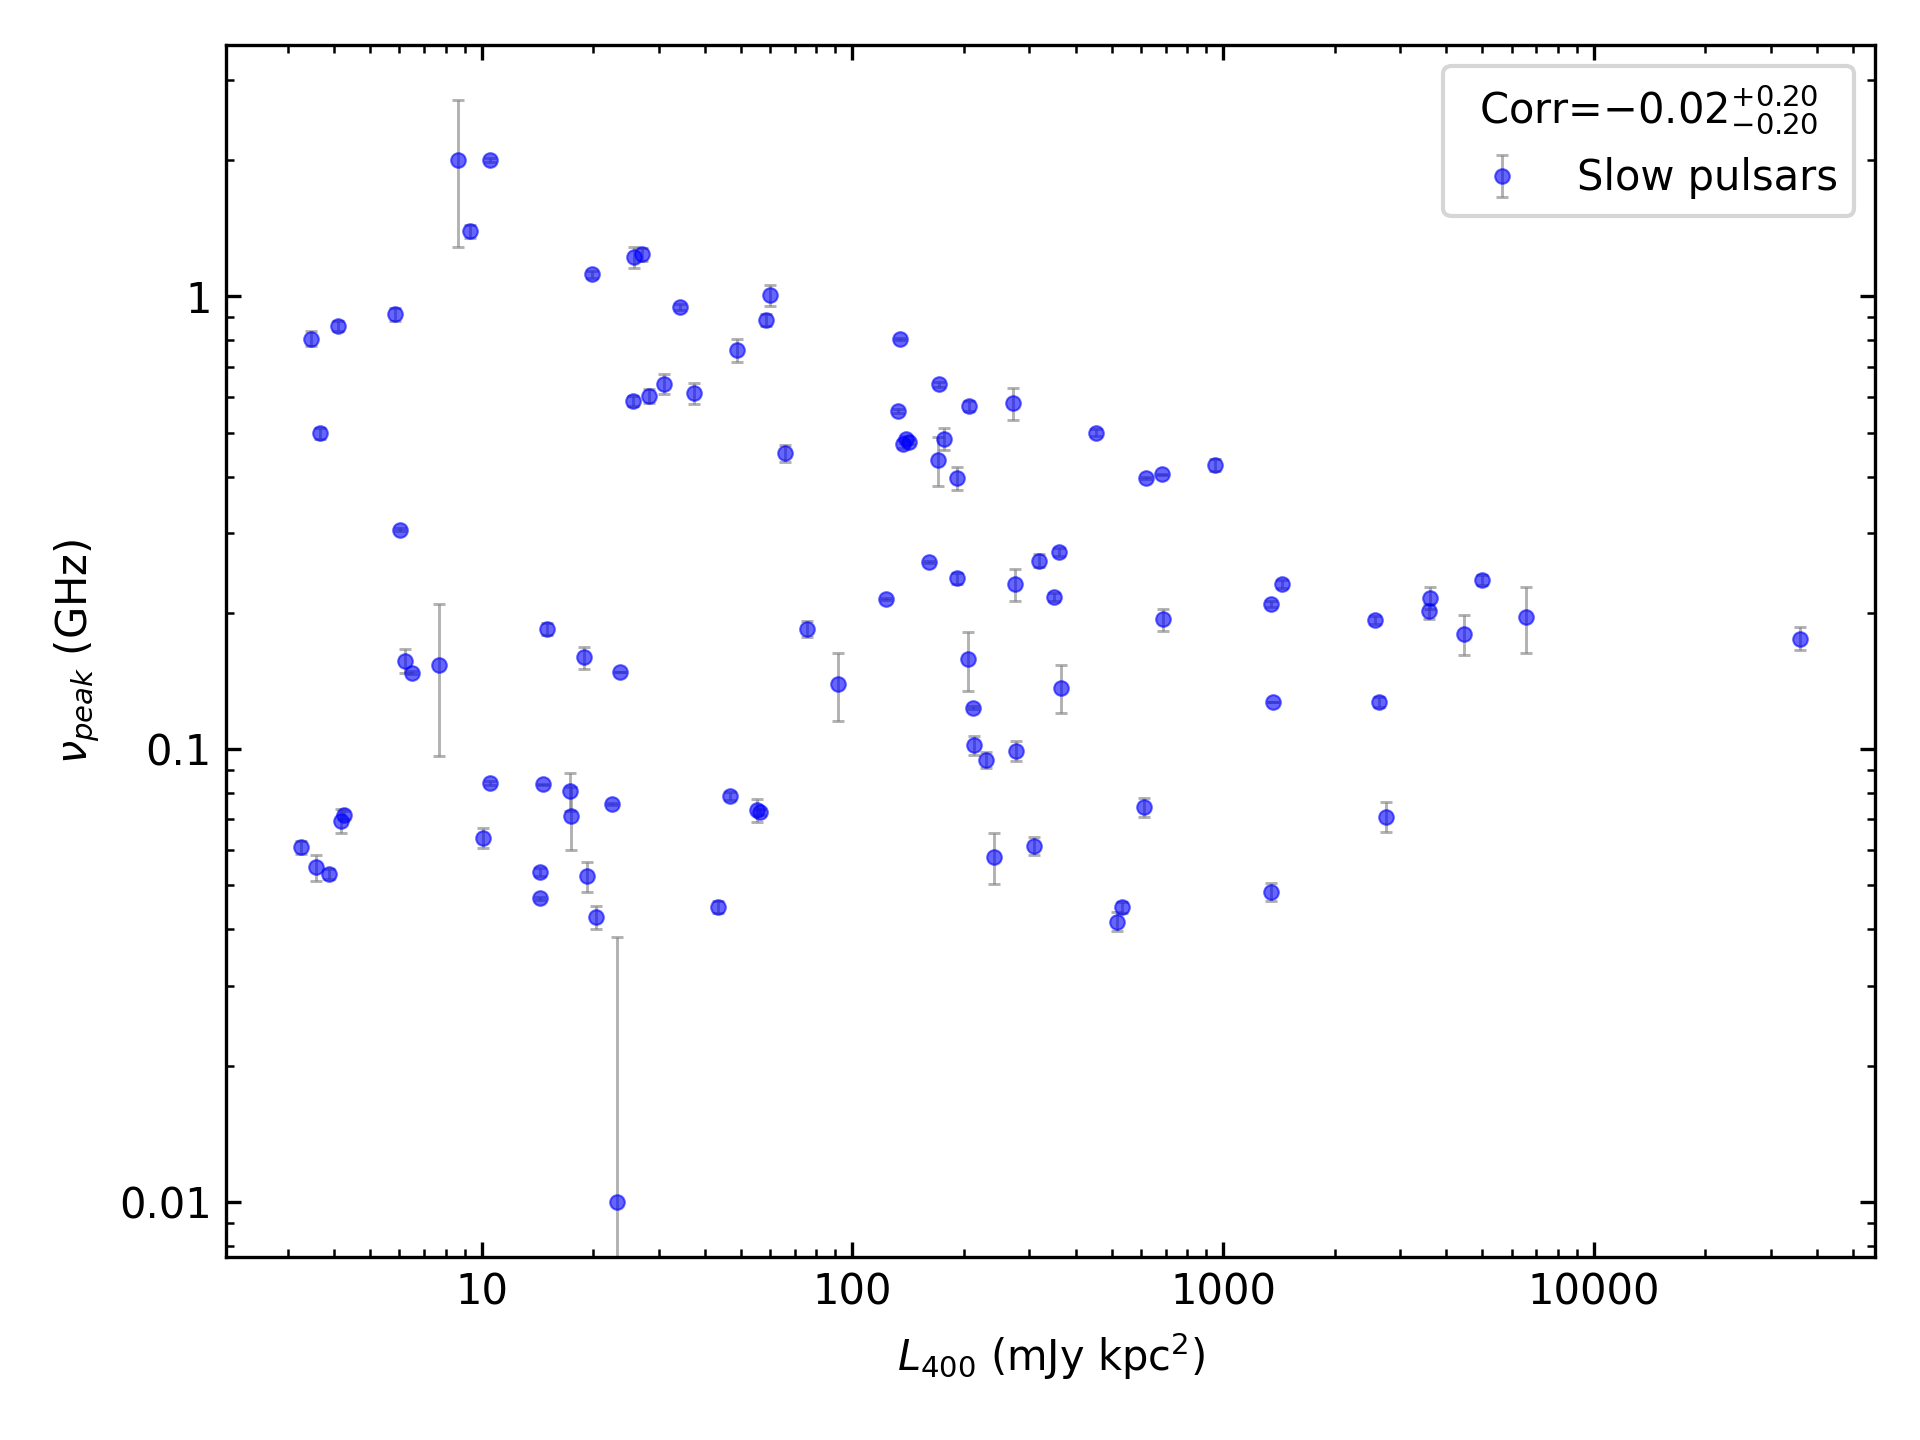 Corr=−0.02+0.20−0.20
Slow pulsars
1
0.1
0.01
ν_peak (GHz)
10 100 1000 10000
L₄₀₀ (mJy kpc²)